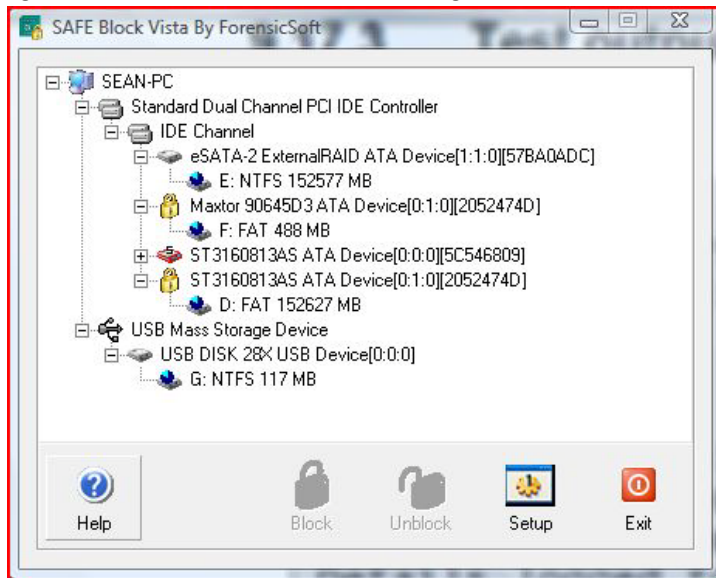 SAFE Block Vista By ForensicSoft
SEAN-PC
Standard Dual Channel PCI IDE Controller
IDE Channel
eSATA-2 ExternalRAID ATA Device[1:1:0][57BA0ADC]
E: NTFS 152577 MB
Maxtor 90645D3 ATA Device[0:1:0][2052474D]
F: FAT 488 MB
ST3160813AS ATA Device[0:0:0][5C546809]
ST3160813AS ATA Device[0:1:0][2052474D]
D: FAT 152627 MB
USB Mass Storage Device
USB DISK 28X USB Device[0:0:0]
G: NTFS 117 MB
Help
Block
Unblock
Setup
Exit